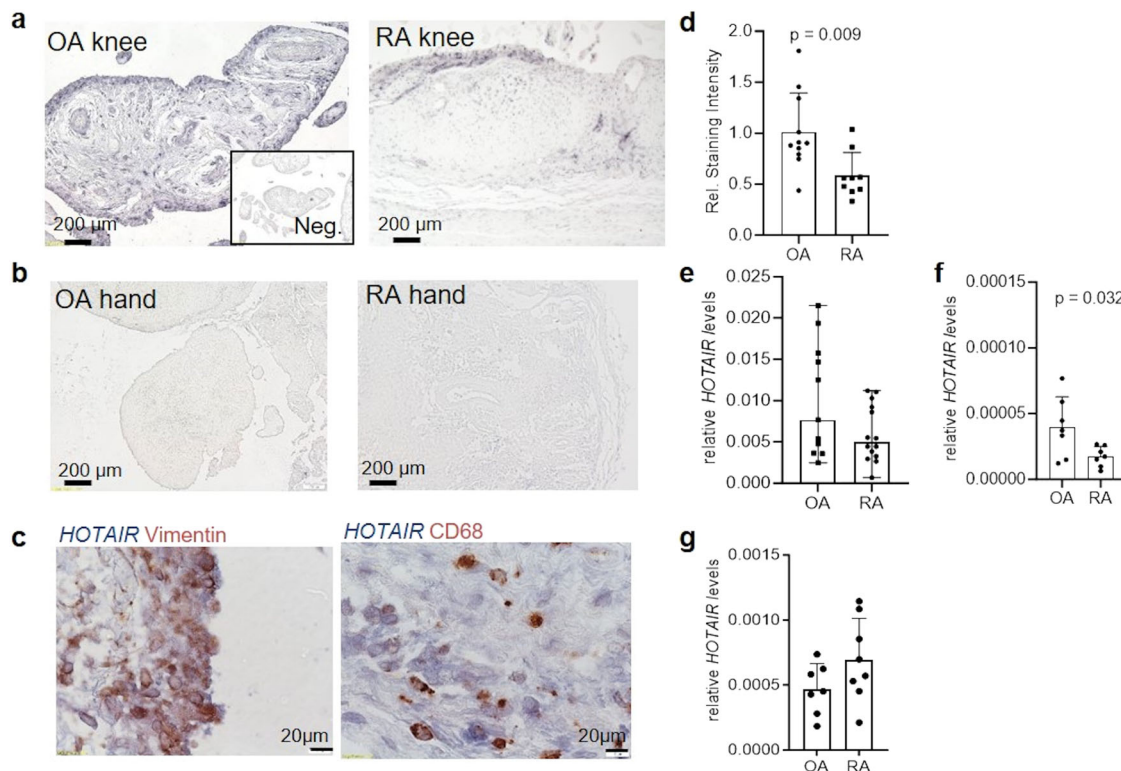 a
OA knee
Neg.
200 µm
RA knee
200 µm
b
OA hand
200 µm
RA hand
200 µm
c
HOTAIR Vimentin
20µm
HOTAIR CD68
20µm
d
p = 0.009
Rel. Staining Intensity
2.0
1.5
1.0
0.5
0.0
OA RA
e
relative HOTAIR levels
0.025
0.020
0.015
0.010
0.005
0.000
OA RA
f
p = 0.032
relative HOTAIR levels
0.00015
0.00010
0.00005
0.00000
OA RA
g
relative HOTAIR levels
0.0015
0.0010
0.0005
0.0000
OA RA